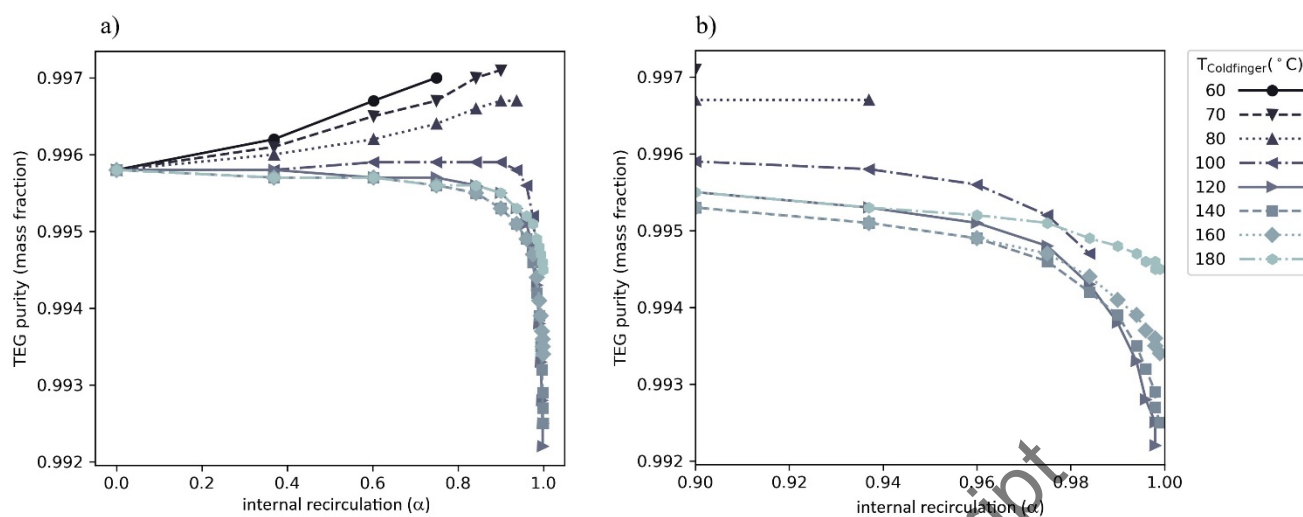 a)
0.997
0.996
0.995
0.994
0.993
0.992
TEG purity (mass fraction)
0.0 0.2 0.4 0.6 0.8 1.0
internal recirculation (α)
b)
0.997
0.996
0.995
0.994
0.993
0.992
TEG purity (mass fraction)
0.90 0.92 0.94 0.96 0.98 1.00
internal recirculation (α)
T Coldfinger (°C)
60
70
80
100
120
140
160
180